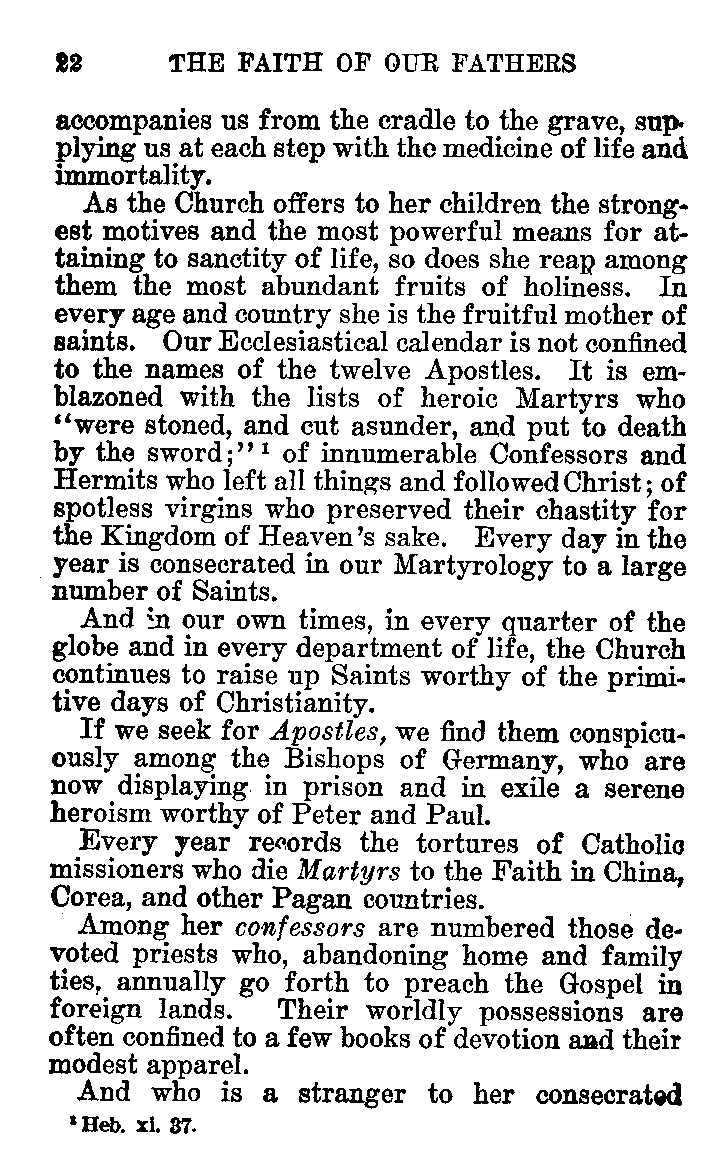 22 THE FAITH OF OUR FATHERS
accompanies us from the cradle to the grave, sup-
plying us at each step with the medicine of life and
immortality.
As the Church offers to her children the strong-
est motives and the most powerful means for at-
taining to sanctity of life, so does she reap among
them the most abundant fruits of holiness. In
every age and country she is the fruitful mother of
saints. Our Ecclesiastical calendar is not confined
to the names of the twelve Apostles. It is em-
blazoned with the lists of heroic Martyrs who
“were stoned, and cut asunder, and put to death
by the sword;” ¹ of innumerable Confessors and
Hermits who left all things and followed Christ; of
spotless virgins who preserved their chastity for
the Kingdom of Heaven's sake. Every day in the
year is consecrated in our Martyrology to a large
number of Saints.
And in our own times, in every quarter of the
globe and in every department of life, the Church
continues to raise up Saints worthy of the primi-
tive days of Christianity.
If we seek for Apostles, we find them conspicu-
ously among the Bishops of Germany, who are
now displaying in prison and in exile a serene
heroism worthy of Peter and Paul.
Every year records the tortures of Catholic
missioners who die Martyrs to the Faith in China,
Corea, and other Pagan countries.
Among her confessors are numbered those de-
voted priests who, abandoning home and family
ties, annually go forth to preach the Gospel in
foreign lands. Their worldly possessions are
often confined to a few books of devotion and their
modest apparel.
And who is a stranger to her consecrated
¹ Heb. xi. 37.